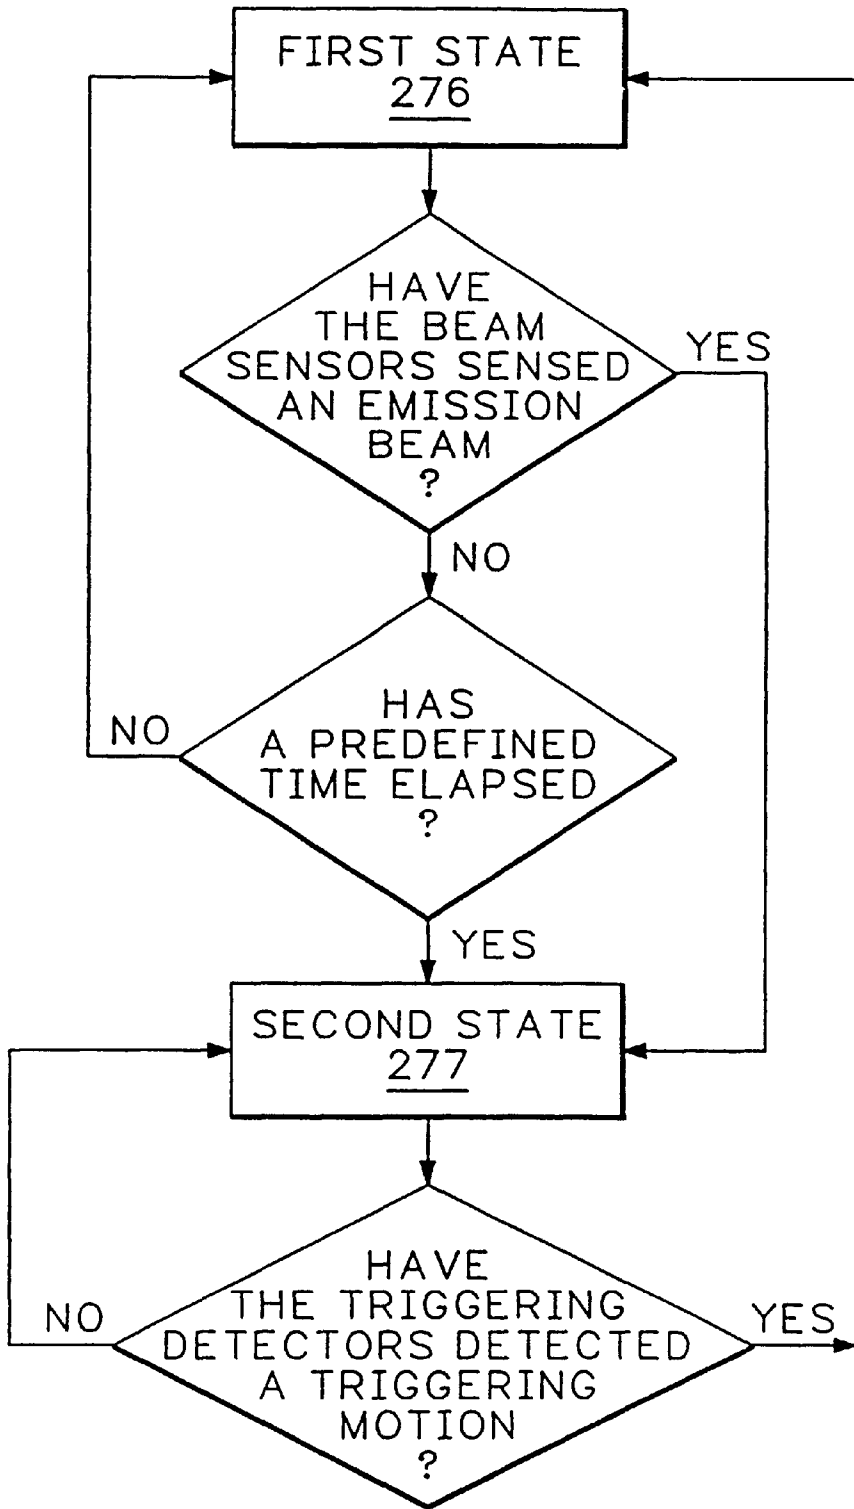 FIRST STATE
276
HAVE
THE BEAM
SENSORS SENSED
AN EMISSION
BEAM
?
YES
NO
HAS
A PREDEFINED
TIME ELAPSED
?
NO
YES
SECOND STATE
277
HAVE
THE TRIGGERING
DETECTORS DETECTED
A TRIGGERING
MOTION
?
NO
YES